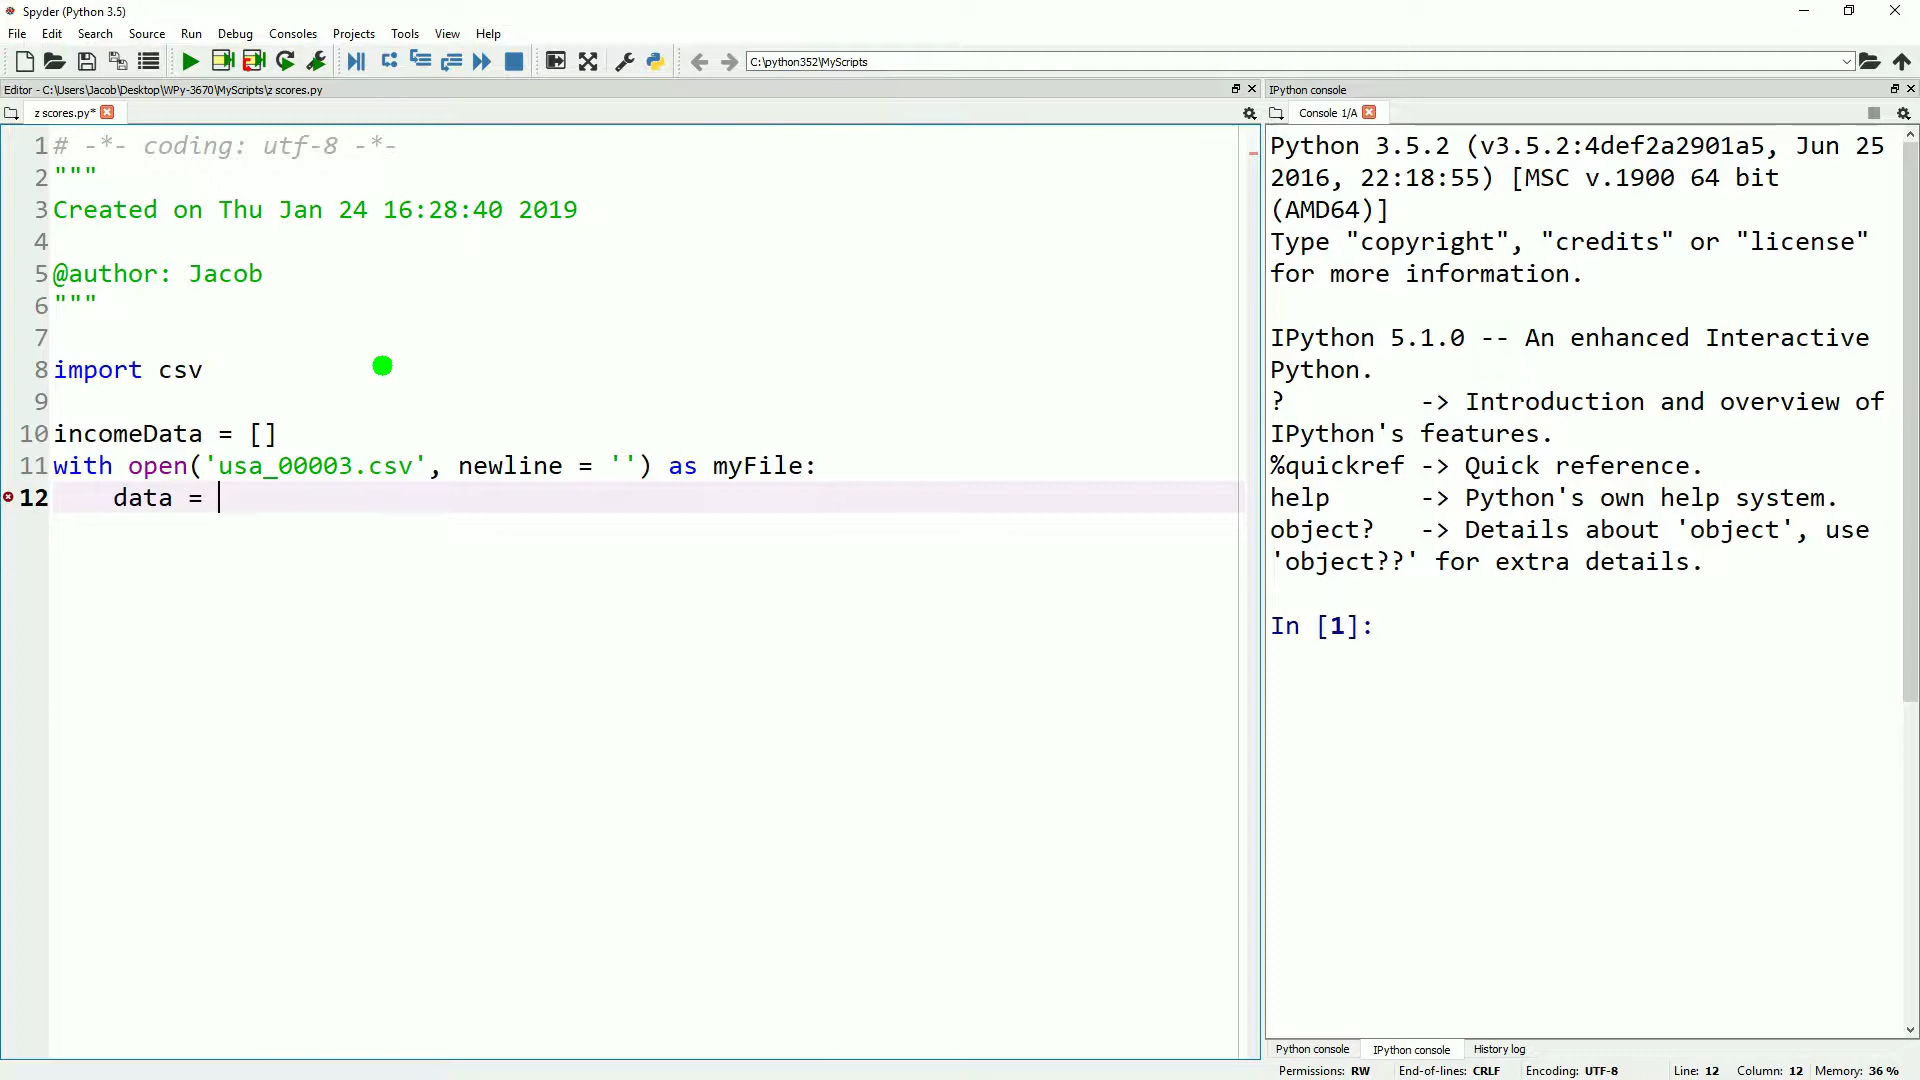 Spyder (Python 3.5)
File Edit Search Source Run Debug Consoles Projects Tools View Help
C:\python352\MyScripts
Editor - C:\Users\Jacob\Desktop\WPy-3670\MyScripts\z scores.py
z scores.py*
1 # -*- coding: utf-8 -*-
2 """
3 Created on Thu Jan 24 16:28:40 2019
4
5 @author: Jacob
6 """
7
8 import csv
9
10 incomeData = []
11 with open('usa_00003.csv', newline = '') as myFile:
12     data =
IPython console
Console 1/A
Python 3.5.2 (v3.5.2:4def2a2901a5, Jun 25
2016, 22:18:55) [MSC v.1900 64 bit
(AMD64)]
Type "copyright", "credits" or "license"
for more information.
IPython 5.1.0 -- An enhanced Interactive
Python.
?         -> Introduction and overview of
IPython's features.
%quickref -> Quick reference.
help      -> Python's own help system.
object?   -> Details about 'object', use
'object??' for extra details.
In [1]:
Python console IPython console History log
Permissions: RW End-of-lines: CRLF Encoding: UTF-8 Line: 12 Column: 12 Memory: 36 %